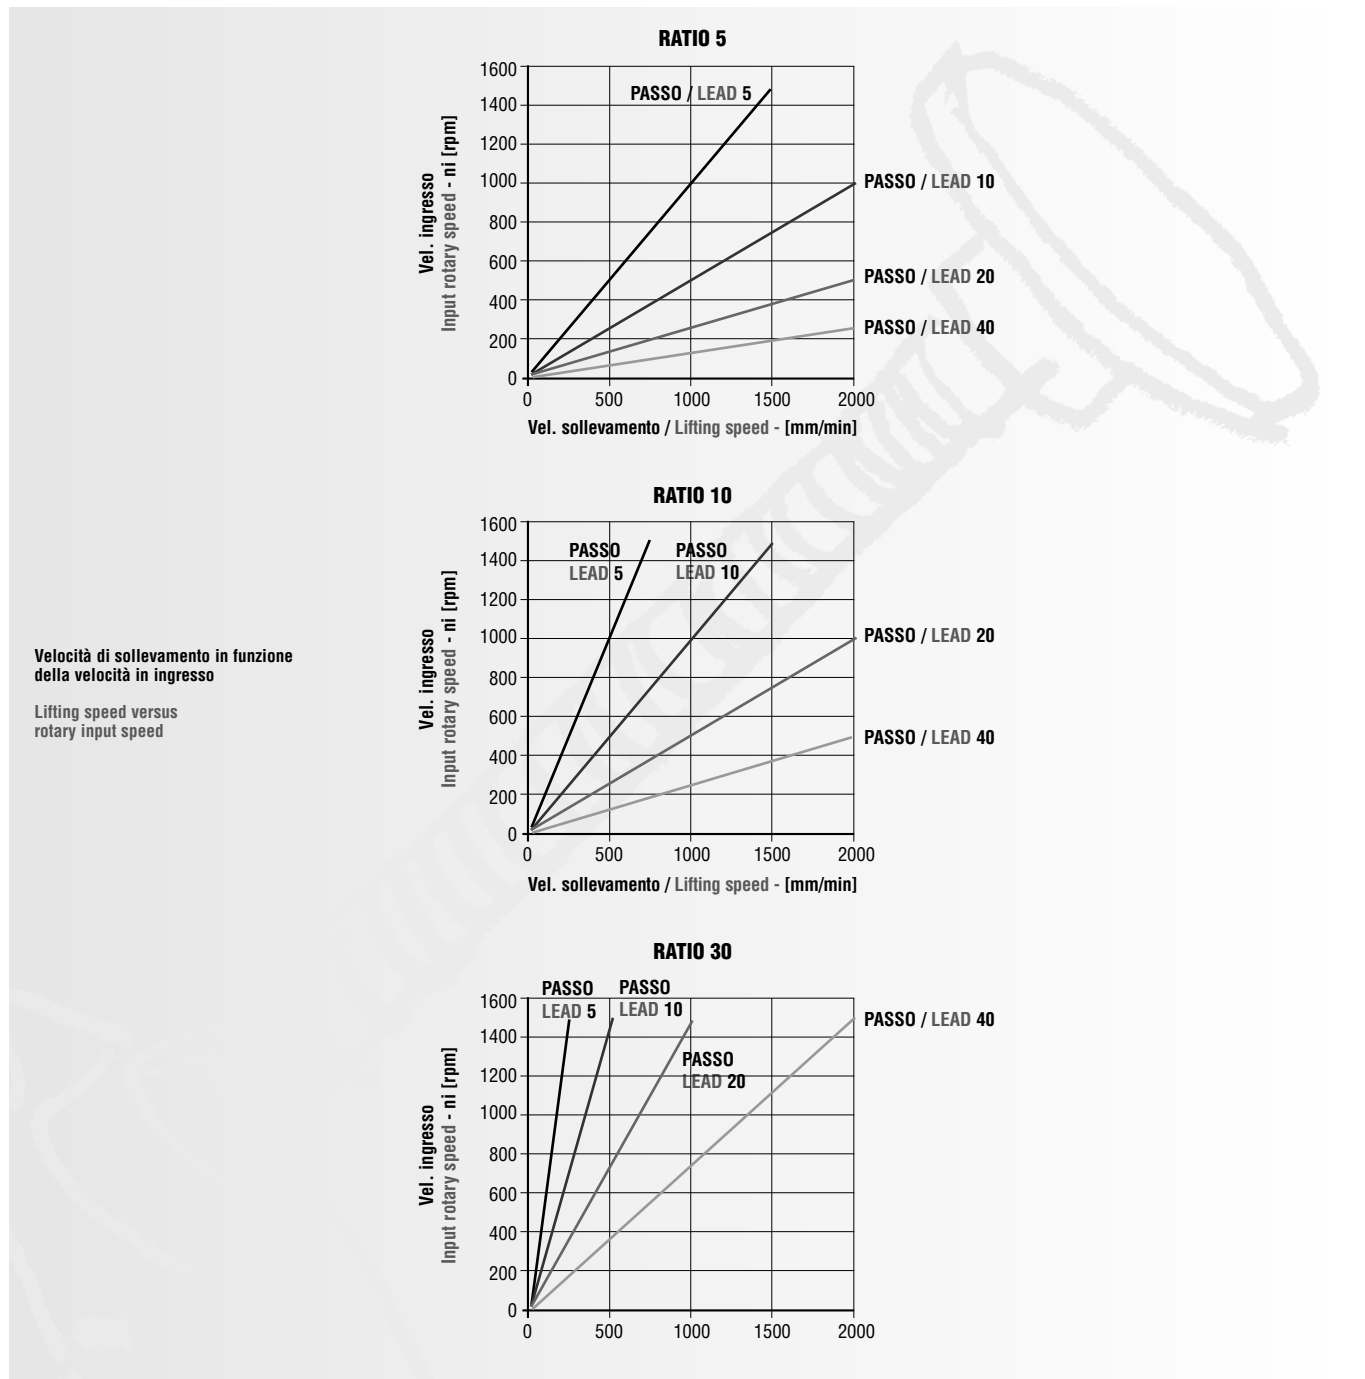 RATIO 5
1600
1400
1200
1000
800
600
400
200
0
Vel. ingresso
Input rotary speed - ni [rpm]
PASSO / LEAD 5
PASSO / LEAD 10
PASSO / LEAD 20
PASSO / LEAD 40
0 500 1000 1500 2000
Vel. sollevamento / Lifting speed - [mm/min]
Velocità di sollevamento in funzione
della velocità in ingresso
Lifting speed versus
rotary input speed
RATIO 10
1600
1400
1200
1000
800
600
400
200
0
Vel. ingresso
Input rotary speed - ni [rpm]
PASSO
LEAD 5
PASSO
LEAD 10
PASSO / LEAD 20
PASSO / LEAD 40
0 500 1000 1500 2000
Vel. sollevamento / Lifting speed - [mm/min]
RATIO 30
1600
1400
1200
1000
800
600
400
200
0
Vel. ingresso
Input rotary speed - ni [rpm]
PASSO
LEAD 5
PASSO
LEAD 10
PASSO
LEAD 20
PASSO / LEAD 40
0 500 1000 1500 2000